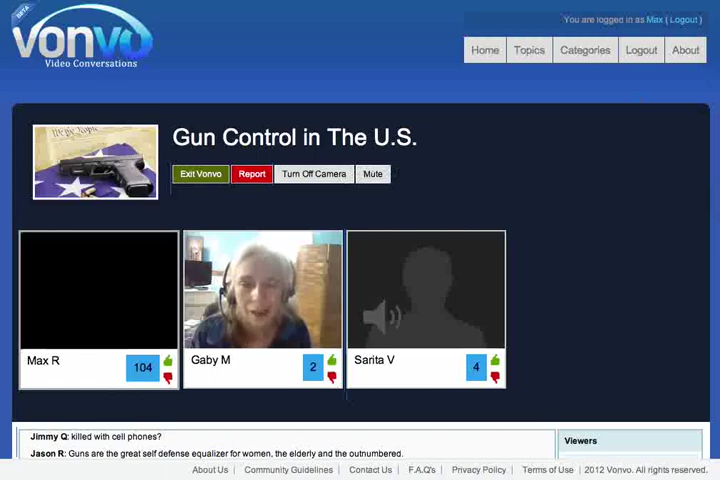 BETA
vonvo
Video Conversations
You are logged in as Max ( Logout )
Home Topics Categories Logout About
We the People
Gun Control in The U.S.
Exit Vonvo Report Turn Off Camera Mute
Max R 104
Gaby M 2
Sarita V 4
Jimmy Q: killed with cell phones?
Jason R: Guns are the great self defense equalizer for women, the elderly and the outnumbered.
Viewers
About Us | Community Guidelines | Contact Us | F.A.Q's | Privacy Policy | Terms of Use | 2012 Vonvo. All rights reserved.